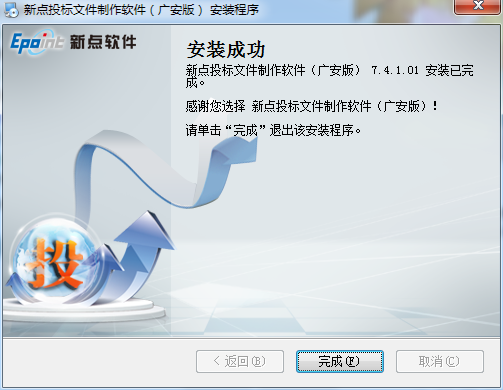 新点投标文件制作软件（广安版） 安装程序
Epoint 新点软件
安装成功
新点投标文件制作软件（广安版） 7.4.1.01 安装已完
成。
感谢您选择 新点投标文件制作软件（广安版）！
请单击“完成”退出该安装程序。
投
< 返回(B)
完成(F)
取消(C)